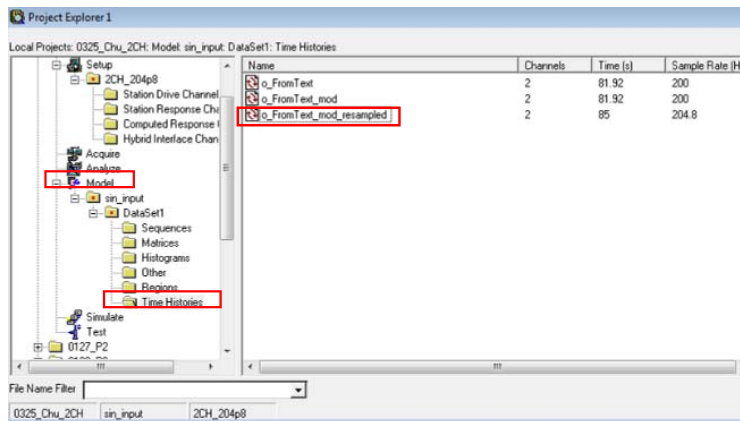 Project Explorer 1
Local Projects: 0325_Chu_2CH: Model: sin_input: DataSet1: Time Histories
Setup
2CH_204p8
Station Drive Channel
Station Response Cha
Computed Response
Hybrid Interface Chan
Acquire
Analyze
Model
sin_input
DataSet1
Sequences
Matrices
Histograms
Other
Regions
Time Histories
Simulate
Test
0127_P2
Name Channels Time (s) Sample Rate (H
o_FromText 2 81.92 200
o_FromText_mod 2 81.92 200
o_FromText_mod_resampled 2 85 204.8
File Name Filter
0325_Chu_2CH sin_input 2CH_204p8